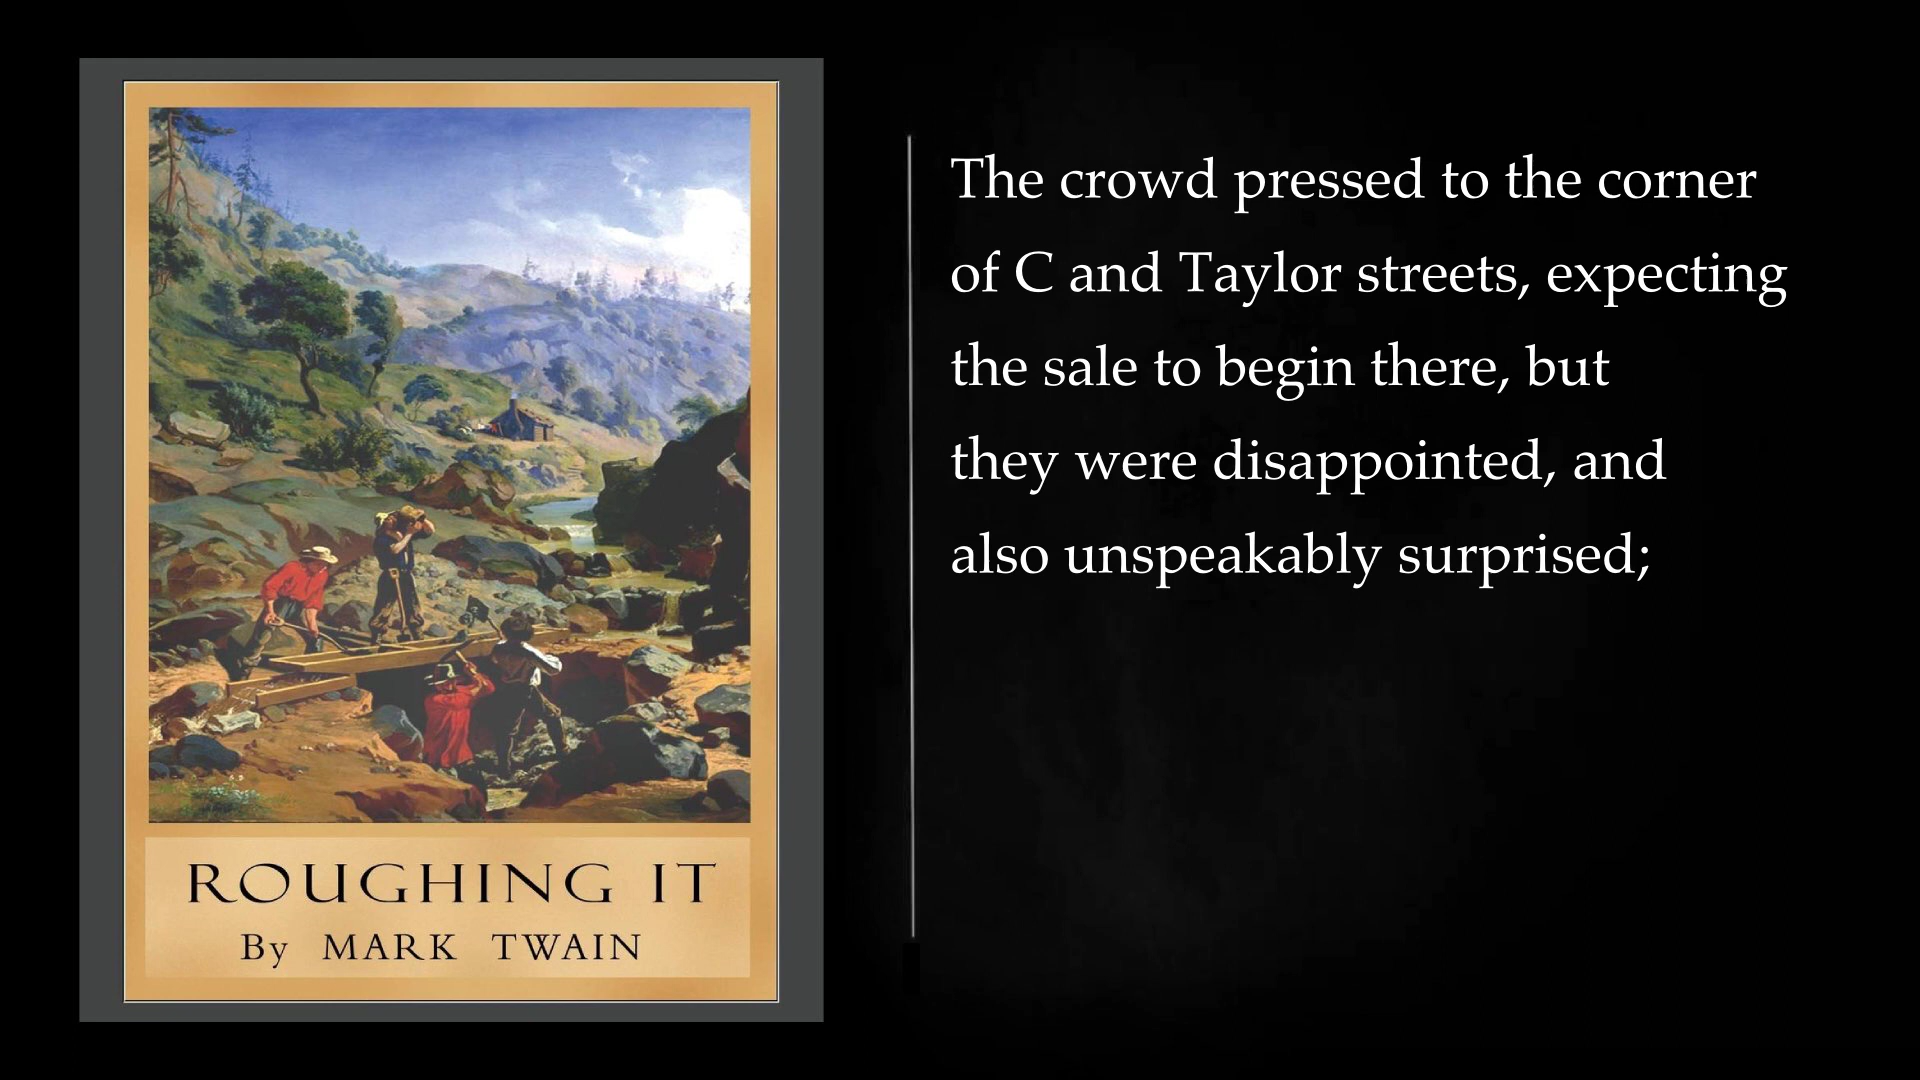 ROUGHING IT
By MARK TWAIN
The crowd pressed to the corner
of C and Taylor streets, expecting
the sale to begin there, but
they were disappointed, and
also unspeakably surprised;